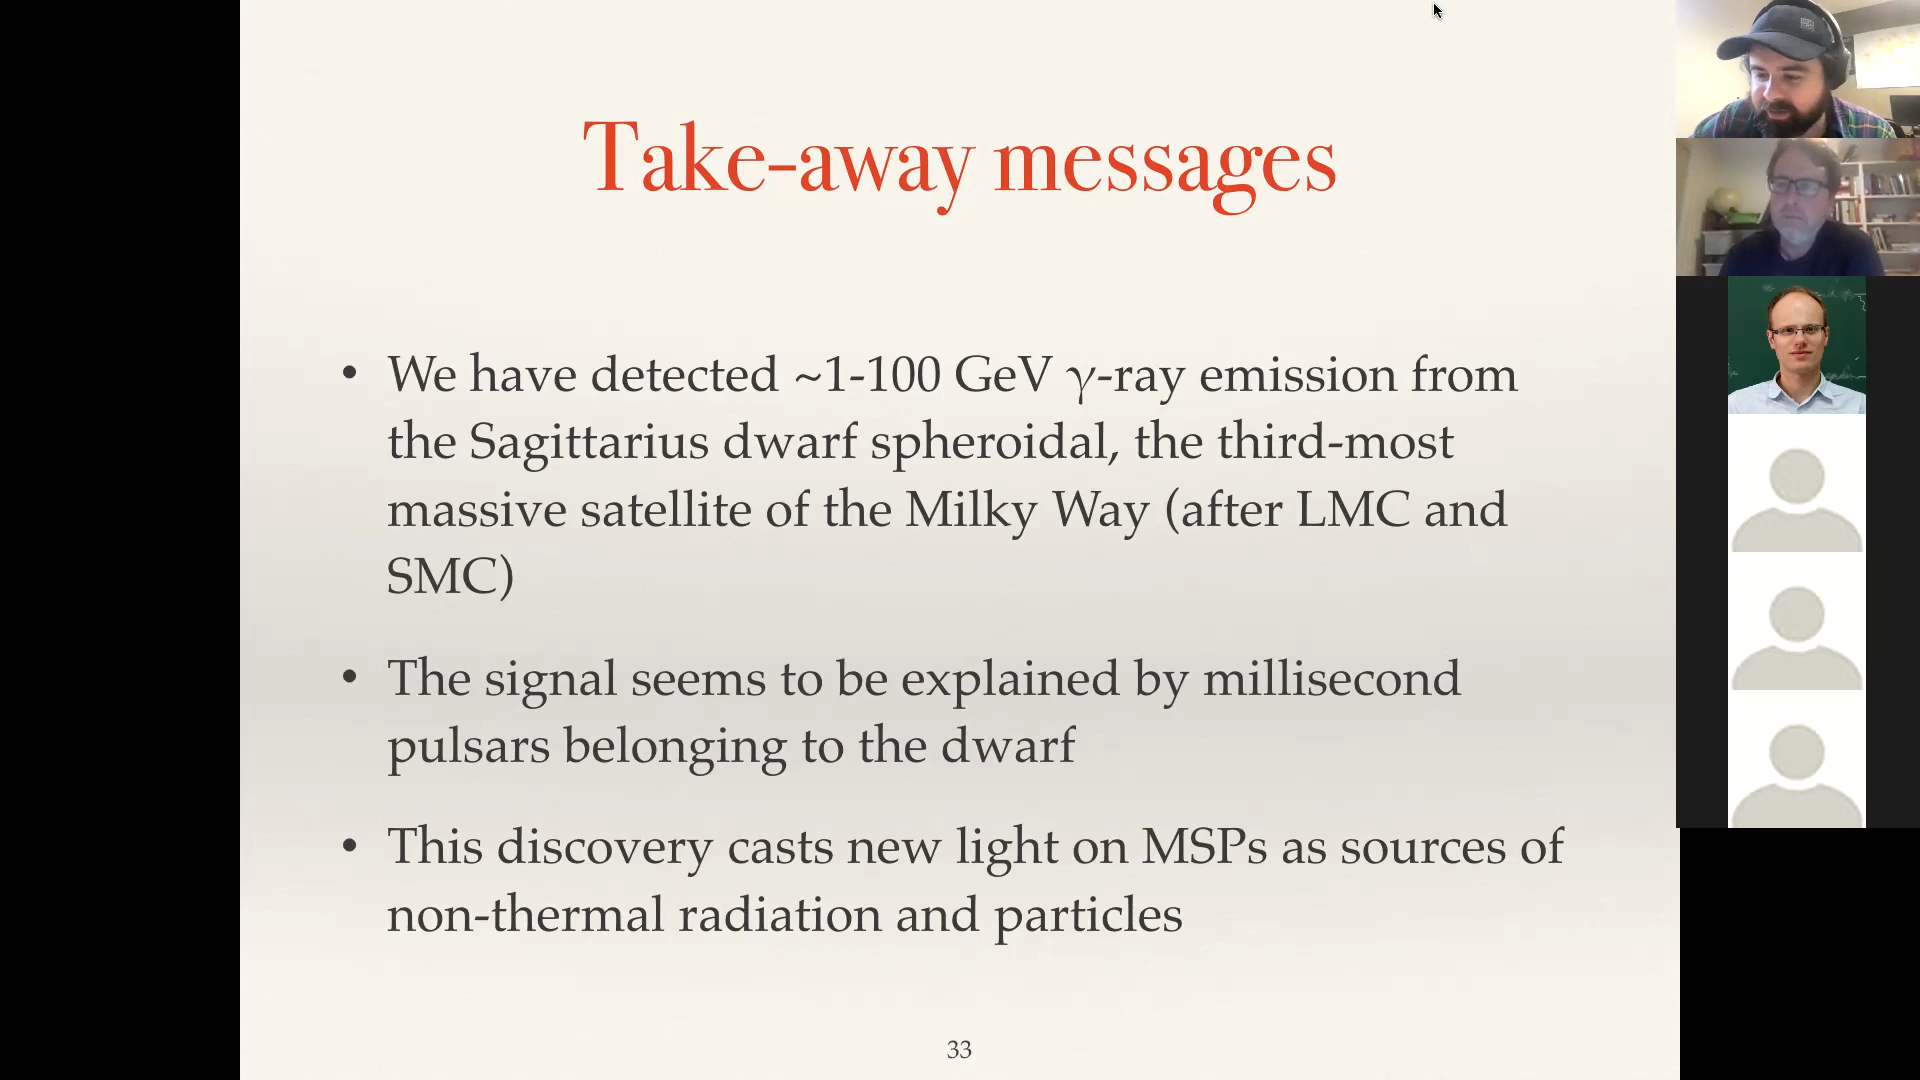 Take-away messages
• We have detected ~1-100 GeV γ-ray emission from
the Sagittarius dwarf spheroidal, the third-most
massive satellite of the Milky Way (after LMC and
SMC)
• The signal seems to be explained by millisecond
pulsars belonging to the dwarf
• This discovery casts new light on MSPs as sources of
non-thermal radiation and particles
33